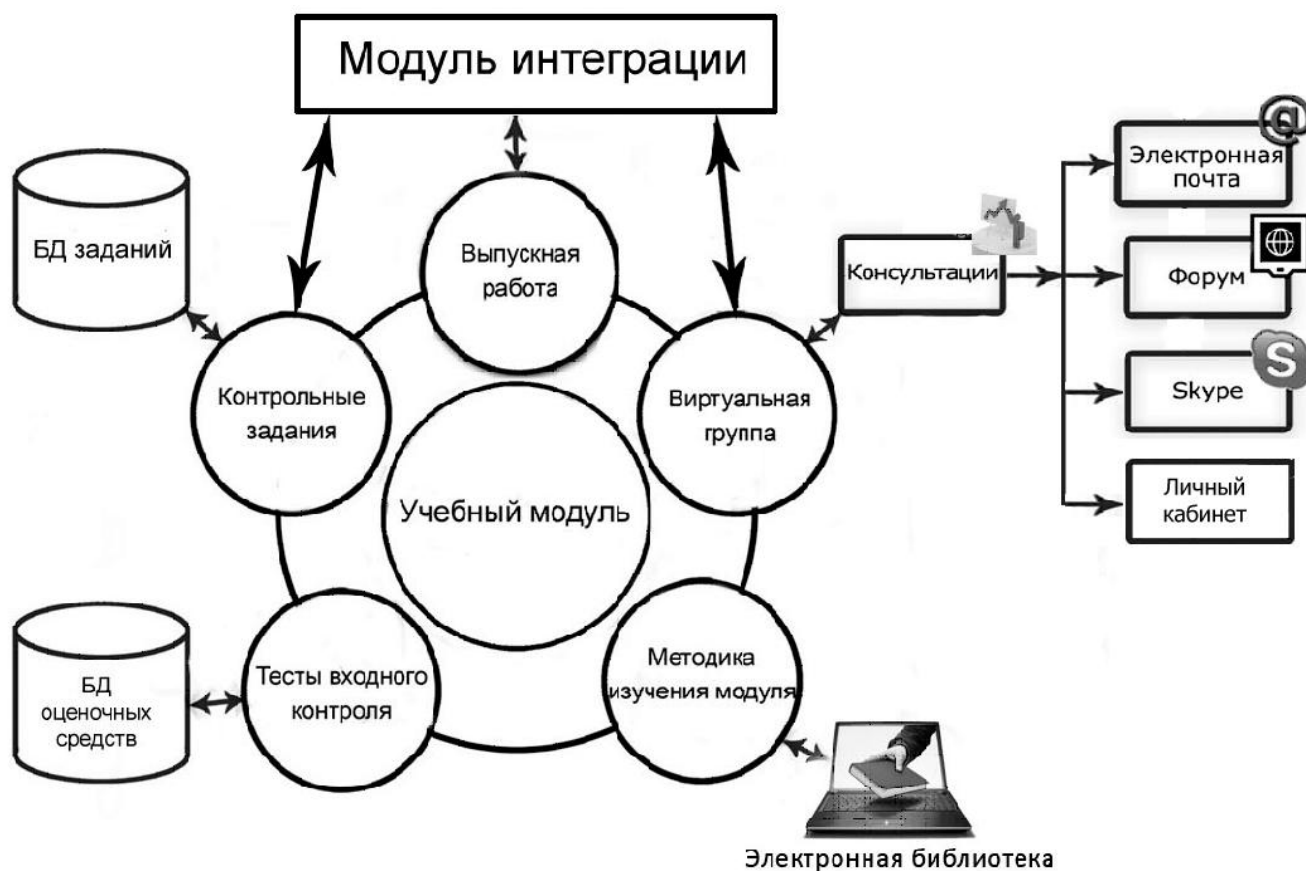 Модуль интеграции
БД заданий
Выпускная
работа
Консультации
@
Электронная
почта
Форум
S
Skype
Личный
кабинет
Контрольные
задания
Виртуальная
группа
Учебный модуль
Тесты входного
контроля
Методика
изучения модуля
БД
оценочных
средств
Электронная библиотека